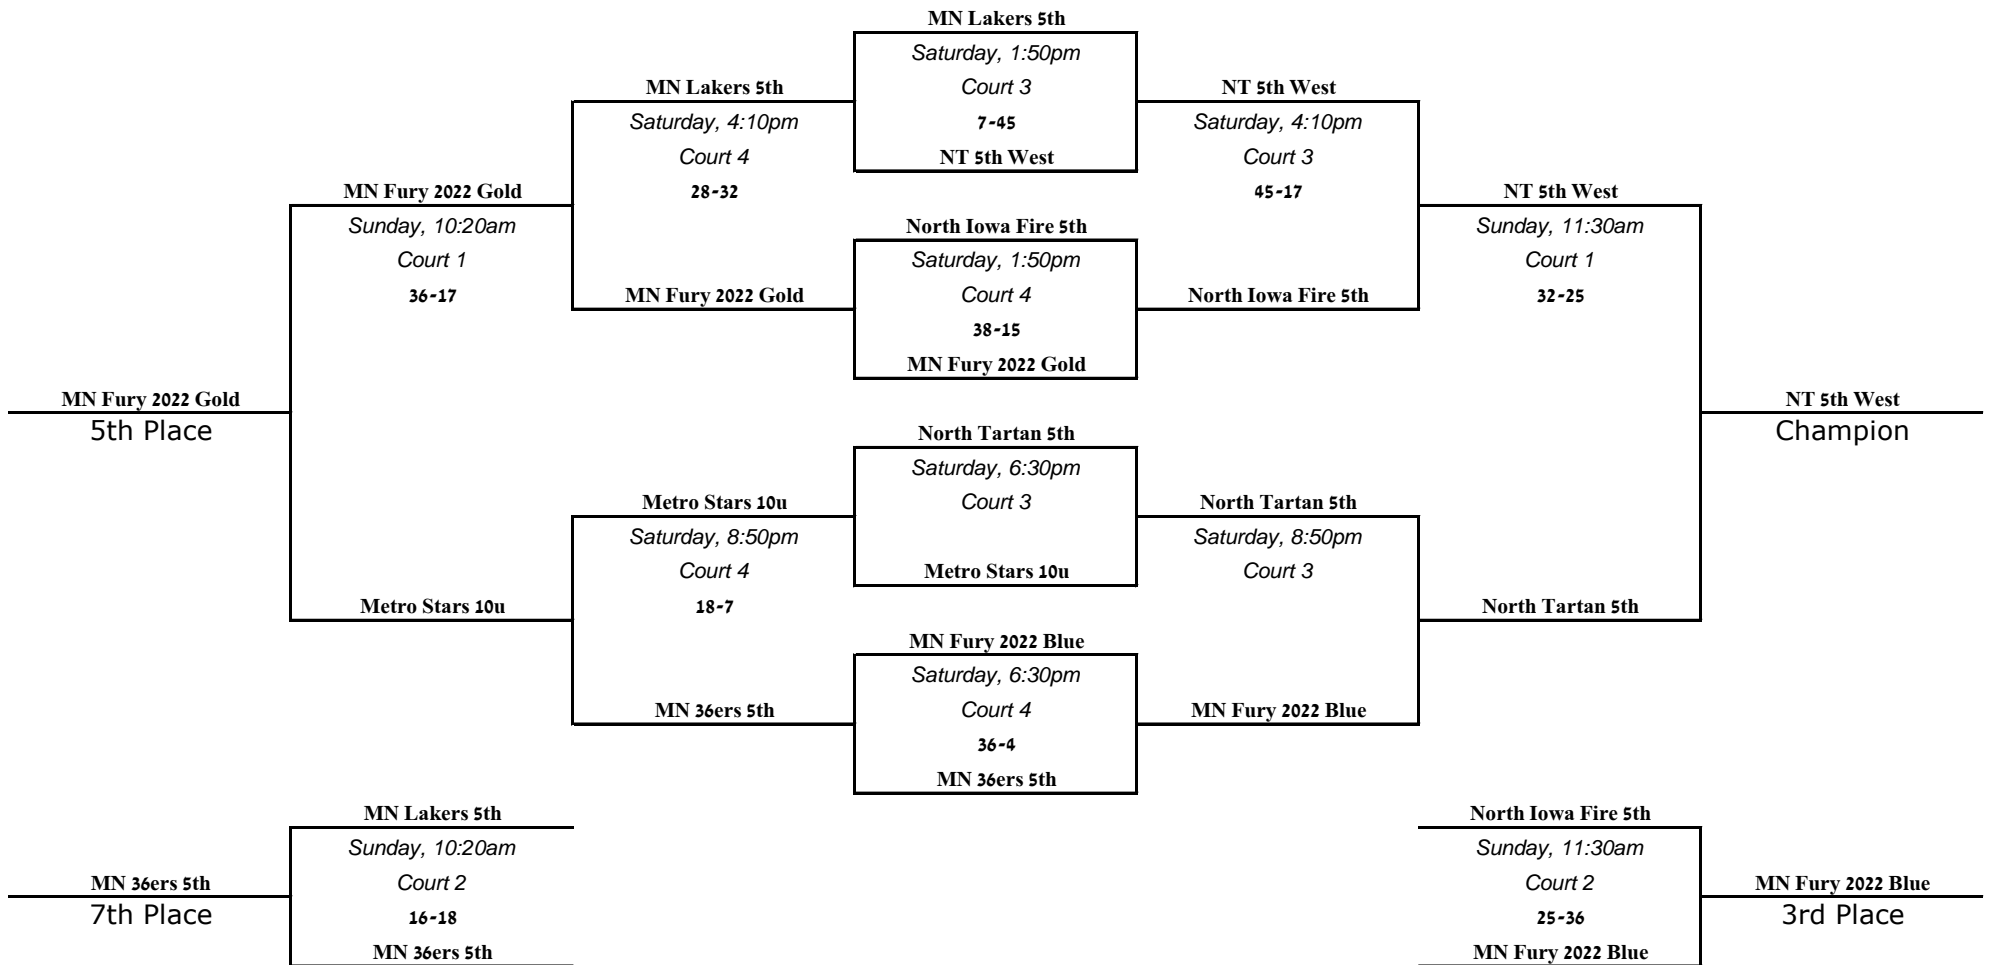 MN Lakers 5th
Saturday, 1:50pm
MN Lakers 5th
Court 3
NT 5th West
Saturday, 4:10pm
7-45
Saturday, 4:10pm
Court 4
NT 5th West
Court 3
MN Fury 2022 Gold
28-32
45-17
NT 5th West
Sunday, 10:20am
North Iowa Fire 5th
Sunday, 11:30am
Court 1
Saturday, 1:50pm
Court 1
36-17
MN Fury 2022 Gold
Court 4
North Iowa Fire 5th
32-25
38-15
MN Fury 2022 Gold
MN Fury 2022 Gold
NT 5th West
5th Place
North Tartan 5th
Champion
Saturday, 6:30pm
Metro Stars 10u
Court 3
North Tartan 5th
Saturday, 8:50pm
Saturday, 8:50pm
Court 4
Metro Stars 10u
Court 3
Metro Stars 10u
18-7
North Tartan 5th
MN Fury 2022 Blue
Saturday, 6:30pm
MN 36ers 5th
Court 4
MN Fury 2022 Blue
36-4
MN 36ers 5th
MN Lakers 5th
North Iowa Fire 5th
Sunday, 10:20am
Sunday, 11:30am
MN 36ers 5th
Court 2
Court 2
MN Fury 2022 Blue
7th Place
16-18
25-36
3rd Place
MN 36ers 5th
MN Fury 2022 Blue